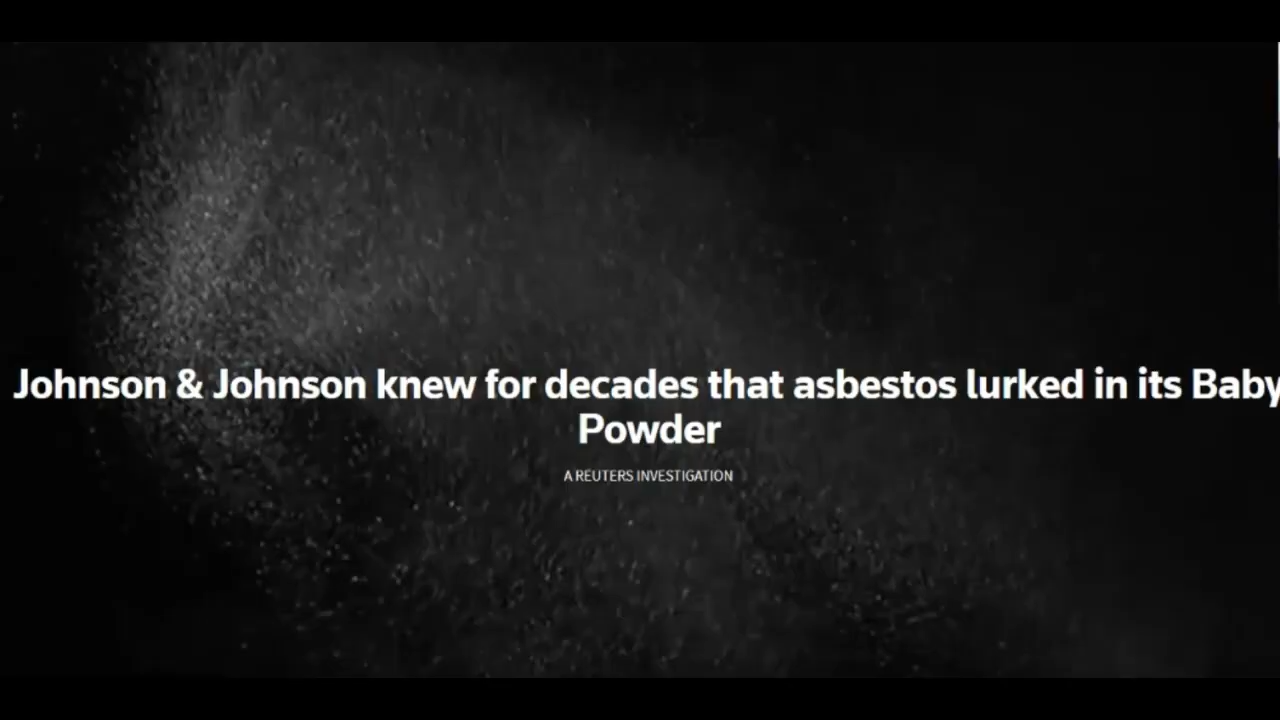 Johnson & Johnson knew for decades that asbestos lurked in its Baby
Powder
A REUTERS INVESTIGATION